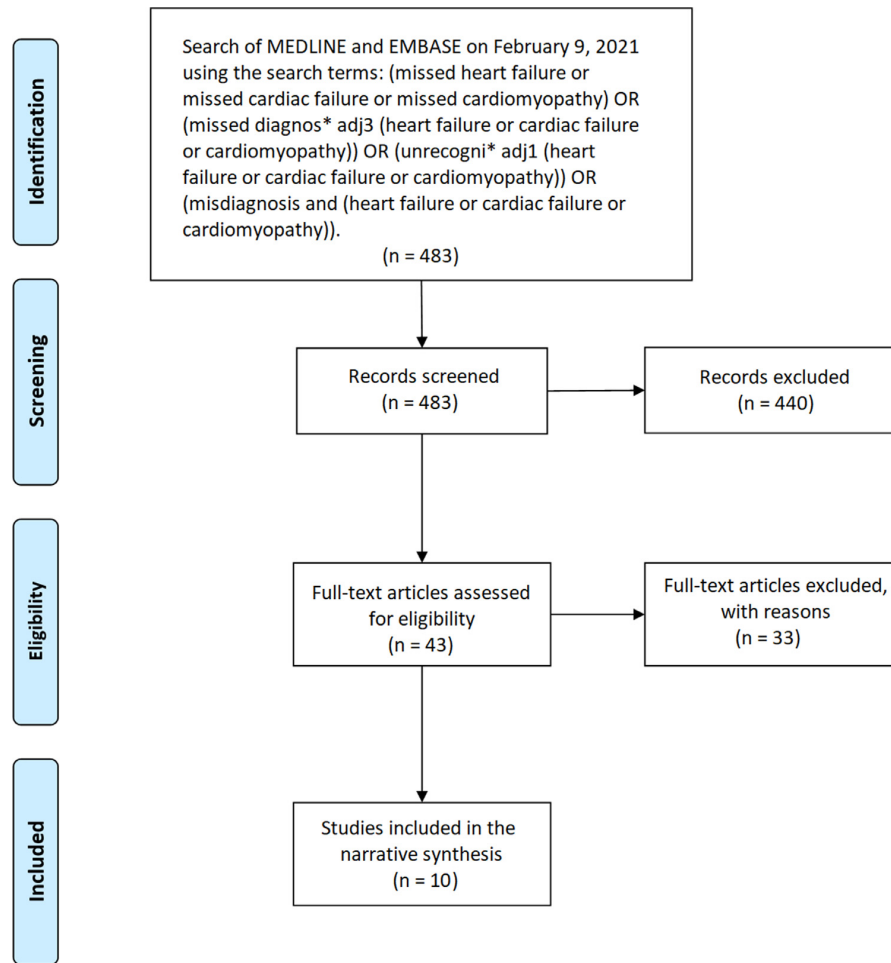 Identification
Search of MEDLINE and EMBASE on February 9, 2021
using the search terms: (missed heart failure or
missed cardiac failure or missed cardiomyopathy) OR
(missed diagnos* adj3 (heart failure or cardiac failure
or cardiomyopathy)) OR (unrecogni* adj1 (heart
failure or cardiac failure or cardiomyopathy)) OR
(misdiagnosis and (heart failure or cardiac failure or
cardiomyopathy)).
(n = 483)
Screening
Records screened
(n = 483)
Records excluded
(n = 440)
Eligibility
Full-text articles assessed
for eligibility
(n = 43)
Full-text articles excluded,
with reasons
(n = 33)
Included
Studies included in the
narrative synthesis
(n = 10)